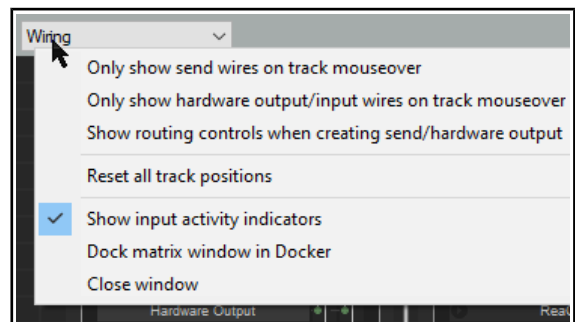 Wiring
Only show send wires on track mouseover
Only show hardware output/input wires on track mouseover
Show routing controls when creating send/hardware output
Reset all track positions
Show input activity indicators
Dock matrix window in Docker
Close window
Hardware Output